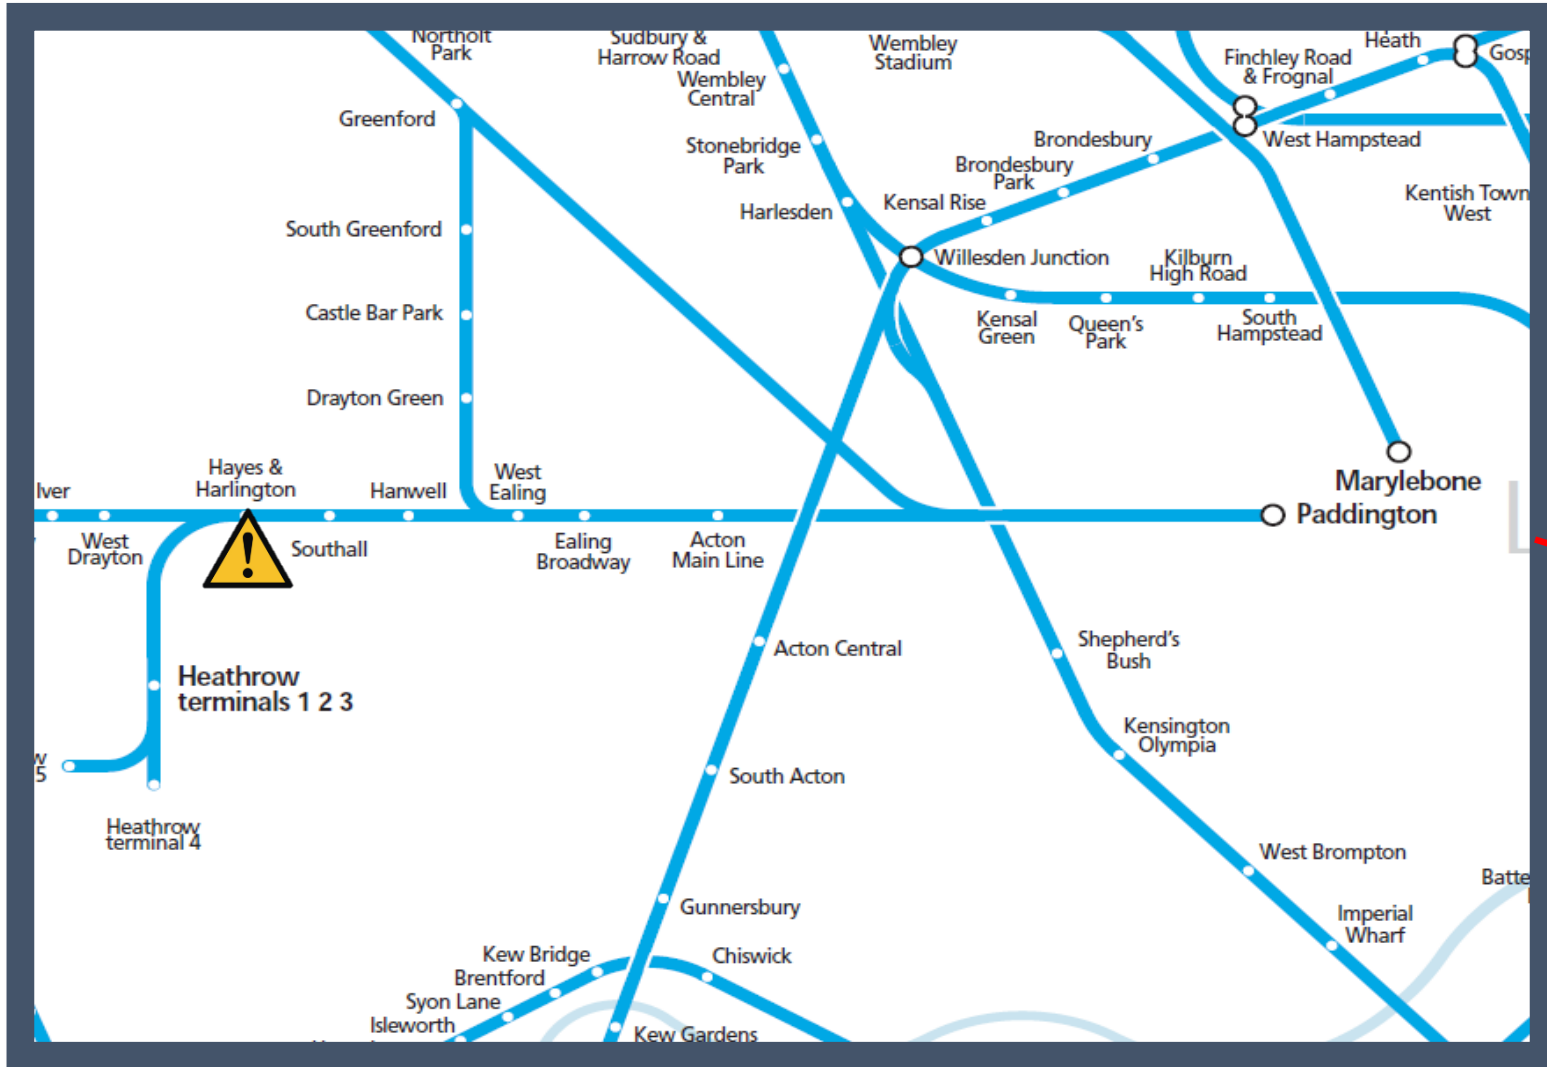 Northolt
Park
Sudbury &
Harrow Road
Wembley
Central
Wembley
Stadium
Heath
Finchley Road
& Frognal
Greenford
Stonebridge
Park
Brondesbury
West Hampstead
Brondesbury
Park
Kensal Rise
Harlesden
Kentish Town
West
South Greenford
Willesden Junction
Kilburn
High Road
Castle Bar Park
Kensal
Green
Queen's
Park
South
Hampstead
Drayton Green
Marylebone
Paddington
L
Iver
Hayes &
Harlington
Hanwell
West
Ealing
West
Drayton
!
Southall
Ealing
Broadway
Acton
Main Line
Acton Central
Shepherd's
Bush
Heathrow
terminals 1 2 3
Kensington
Olympia
w
5
South Acton
Heathrow
terminal 4
West Brompton
Batte
Gunnersbury
Imperial
Wharf
Kew Bridge
Chiswick
Brentford
Syon Lane
Isleworth
Kew Gardens
Gosp